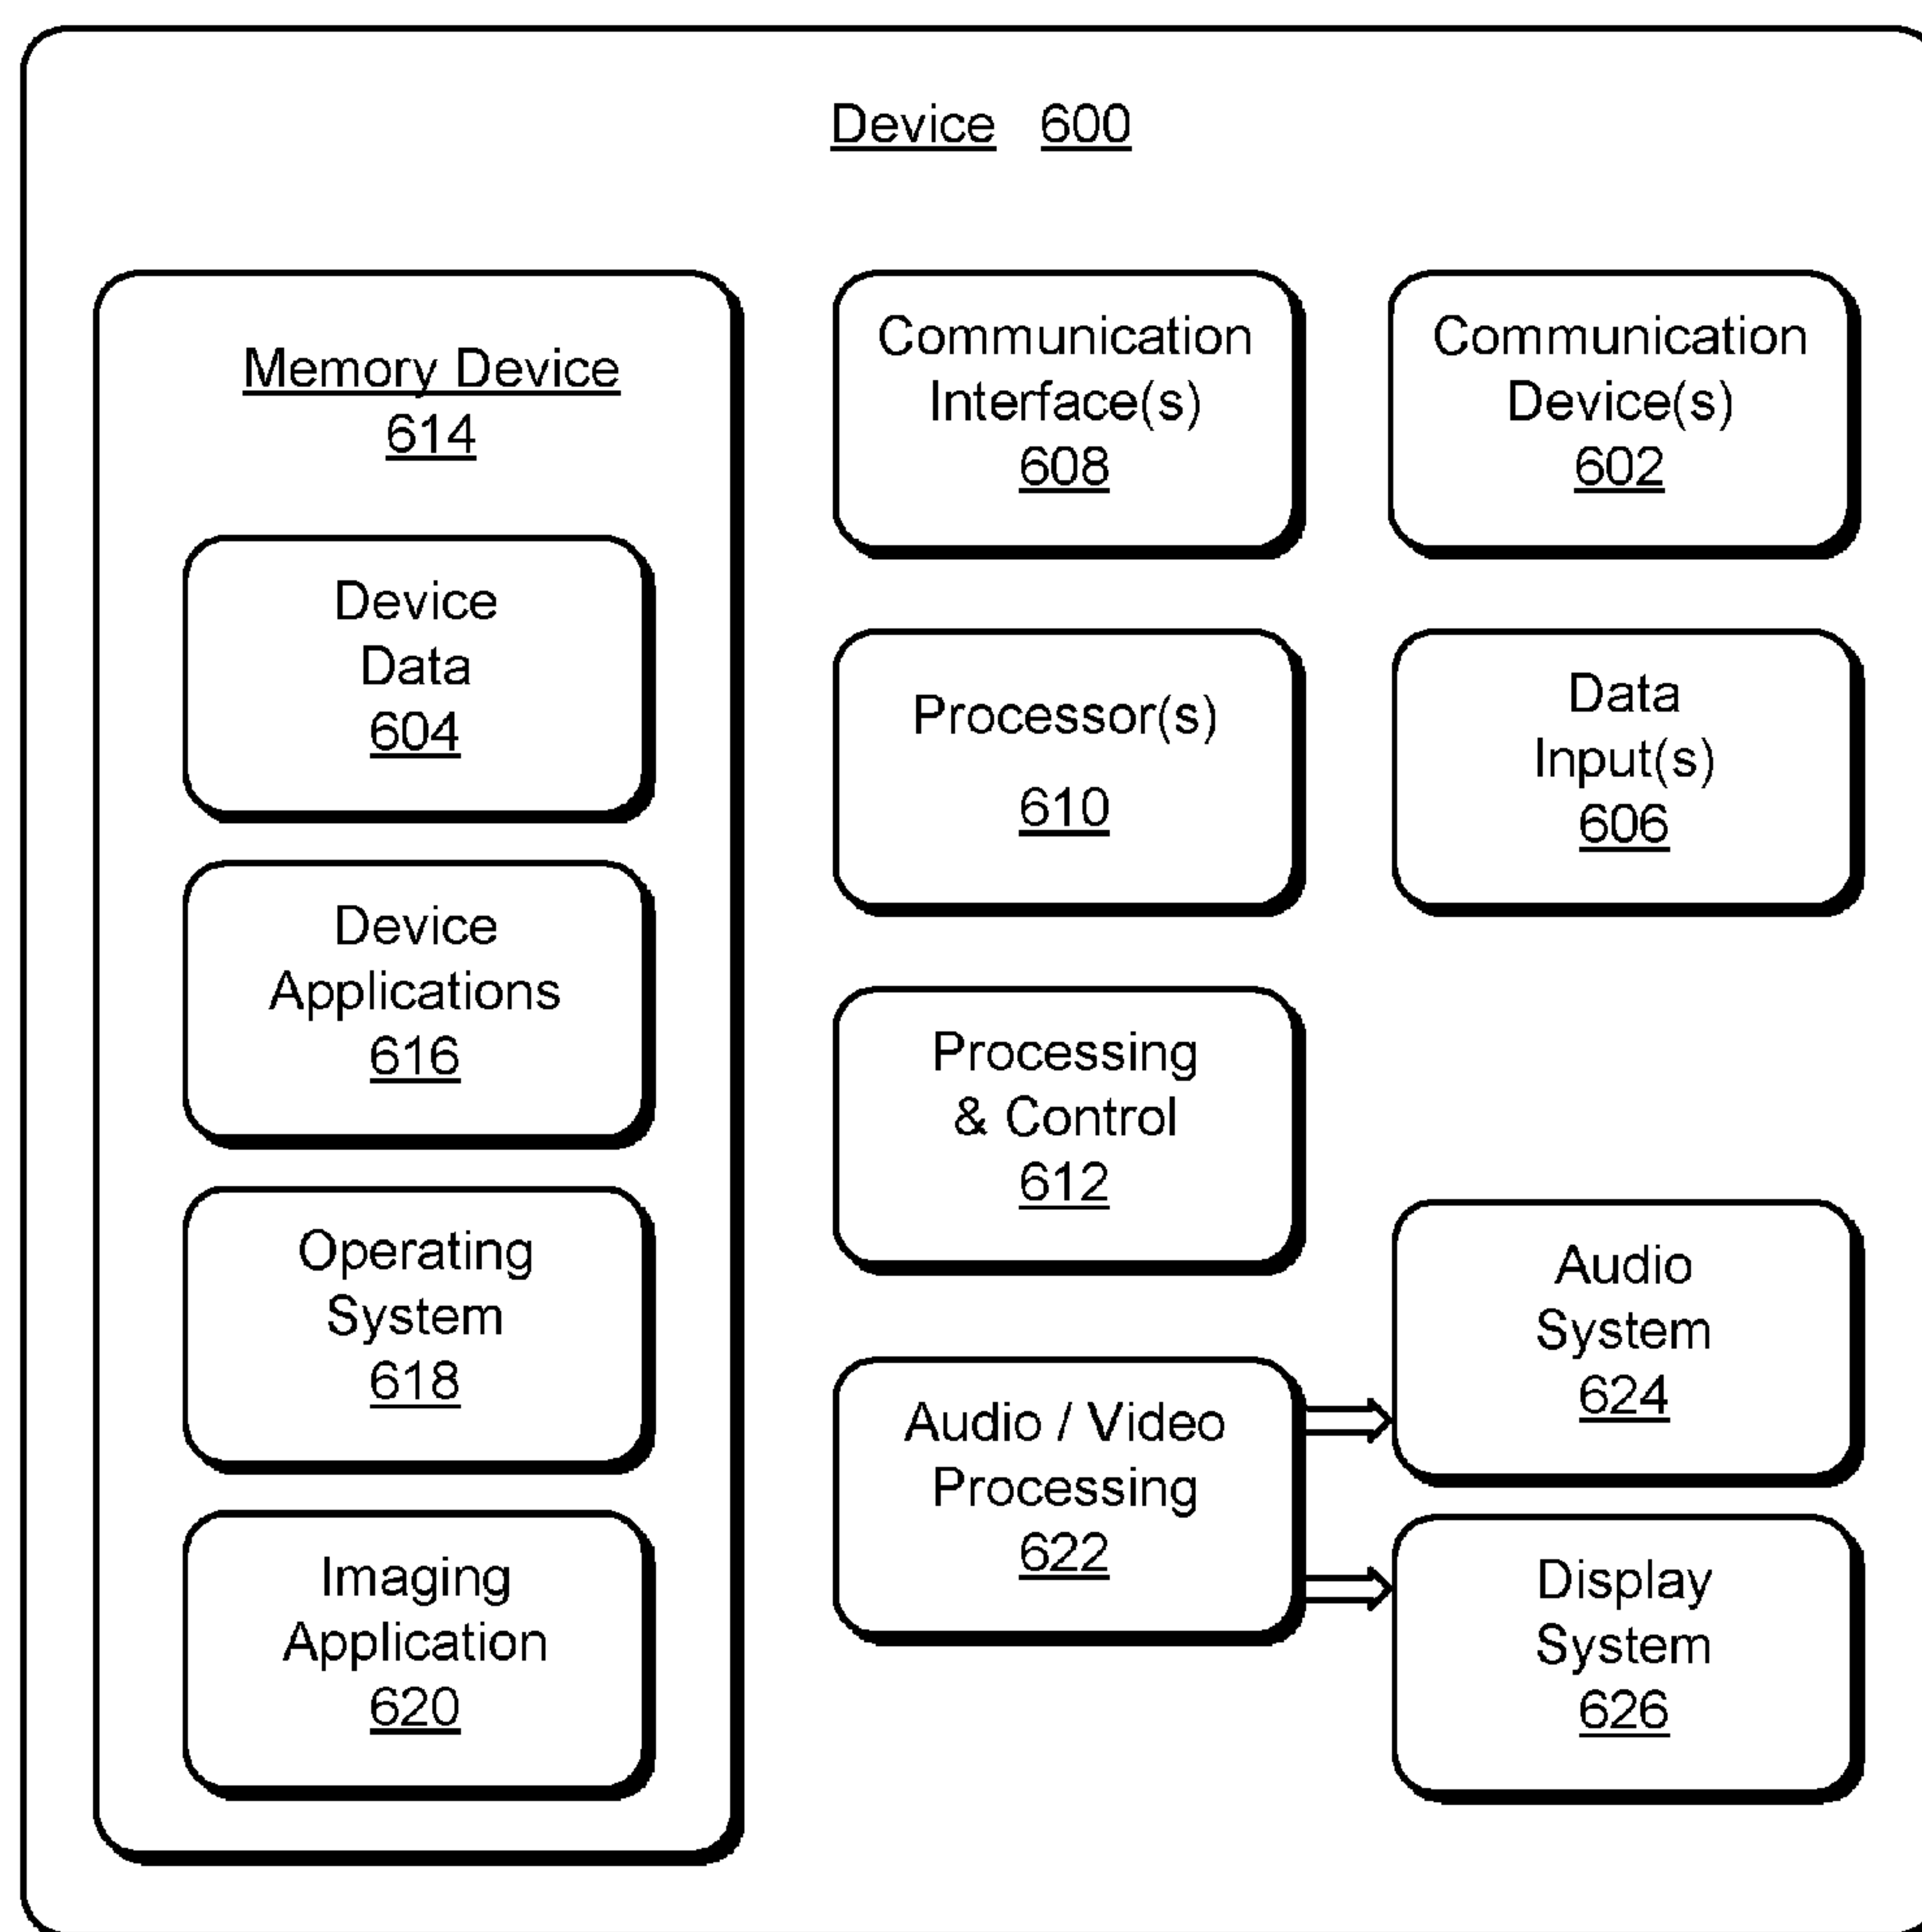 Device 600
Memory Device
614
Device
Data
604
Device
Applications
616
Operating
System
618
Imaging
Application
620
Communication
Interface(s)
608
Processor(s)
610
Processing
& Control
612
Audio / Video
Processing
622
Communication
Device(s)
602
Data
Input(s)
606
Audio
System
624
Display
System
626